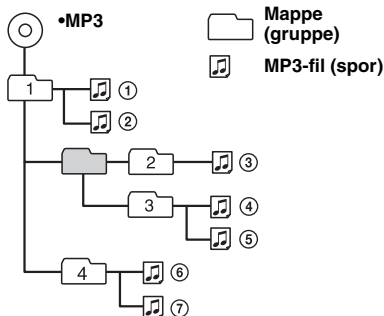 •MP3
Mappe
(gruppe)
MP3-fil (spor)
1
①
②
2
③
3
④
⑤
4
⑥
⑦